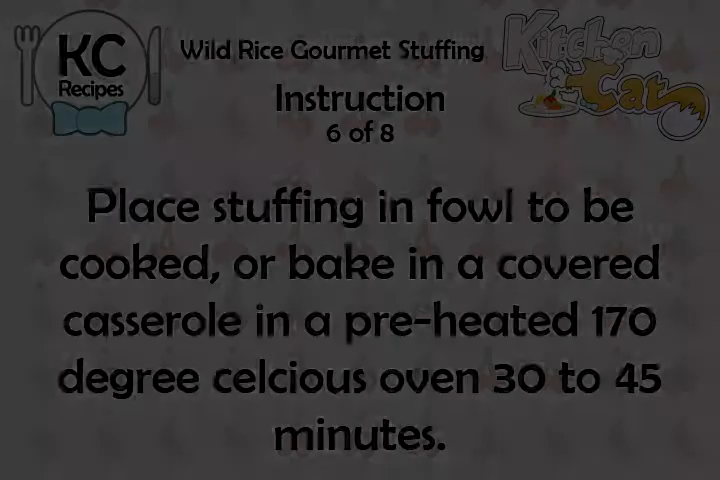 KC
Recipes
Wild Rice Gourmet Stuffing
Kitchen
Cat
Instruction
6 of 8
Place stuffing in fowl to be
cooked, or bake in a covered
casserole in a pre-heated 170
degree celcious oven 30 to 45
minutes.